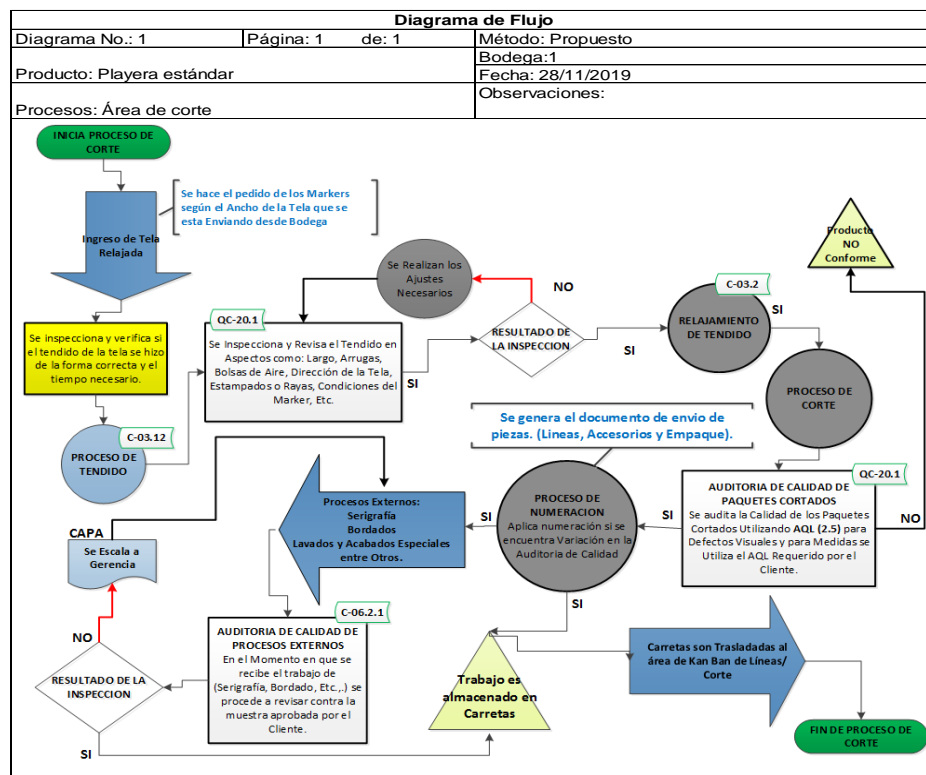 Diagrama de Flujo
Diagrama No.: 1
Página: 1 de: 1
Método: Propuesto
Producto: Playera estándar
Bodega:1
Fecha: 28/11/2019
Procesos: Área de corte
Observaciones:
INICIA PROCESO DE
CORTE
Se hace el pedido de los Markers
según el Ancho de la Tela que se
esta Enviando desde Bodega
Ingreso de Tela
Relajada
Producto
NO
Conforme
Se Realizan los
Ajustes
Necesarios
NO
C-03.2
SI
QC-20.1
Se inspecciona y verifica si
el tendido de la tela se hizo
de la forma correcta y el
tiempo necesario.
Se Inspecciona y Revisa el Tendido en
Aspectos como: Largo, Arrugas,
Bolsas de Aire, Dirección de la Tela,
Estampados o Rayas, Condiciones del
Marker, Etc.
SI
RESULTADO DE
LA INSPECCION
SI
RELAJAMIENTO
DE TENDIDO
PROCESO DE
CORTE
C-03.12
PROCESO DE
TENDIDO
Se genera el documento de envio de
piezas. (Lineas, Accesorios y Empaque).
QC-20.1
AUDITORIA DE CALIDAD DE
PAQUETES CORTADOS
Se audita la Calidad de los Paquetes
Cortados Utilizando AQL (2.5) para
Defectos Visuales y para Medidas se
Utiliza el AQL Requerido por el
Cliente.
NO
SI
PROCESO DE
NUMERACION
Aplica numeración si se
encuentra Variación en la
Auditoria de Calidad
SI
Procesos Externos:
Serigrafía
Bordados
Lavados y Acabados Especiales
entre Otros.
CAPA
Se Escala a
Gerencia
NO
C-06.2.1
AUDITORIA DE CALIDAD DE
PROCESOS EXTERNOS
En el Momento en que se
recibe el trabajo de
(Serigrafía, Bordado, Etc.,.) se
procede a revisar contra la
muestra aprobada por el
Cliente.
RESULTADO DE LA
INSPECCION
SI
SI
Trabajo es
almacenado en
Carretas
Carretas son Trasladadas al
área de Kan Ban de Líneas/
Corte
FIN DE PROCESO DE
CORTE